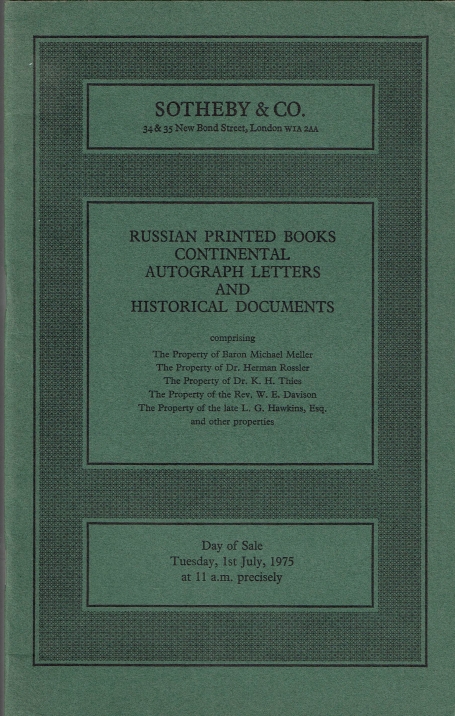 SOTHEBY & CO.
34 & 35 New Bond Street, London W1A 2AA
RUSSIAN PRINTED BOOKS
CONTINENTAL
AUTOGRAPH LETTERS
AND
HISTORICAL DOCUMENTS
comprising
The Property of Baron Michael Meller
The Property of Dr. Herman Rossler
The Property of Dr. K. H. Thies
The Property of the Rev. W. E. Davison
The Property of the late L. G. Hawkins, Esq.
and other properties
Day of Sale
Tuesday, 1st July, 1975
at 11 a.m. precisely